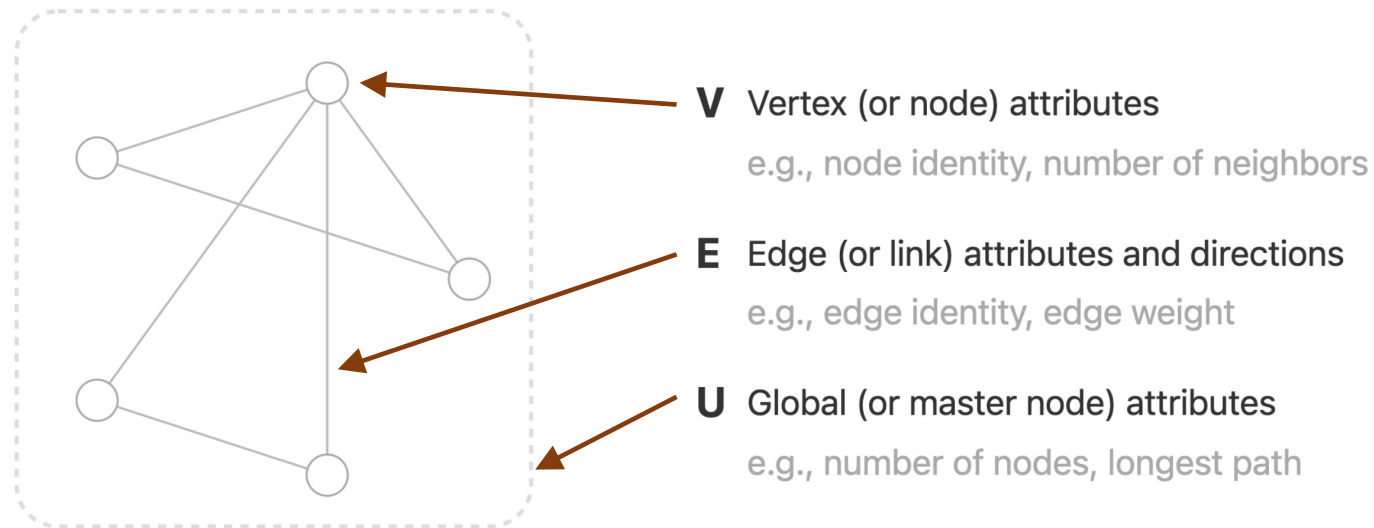 V Vertex (or node) attributes
e.g., node identity, number of neighbors
E Edge (or link) attributes and directions
e.g., edge identity, edge weight
U Global (or master node) attributes
e.g., number of nodes, longest path